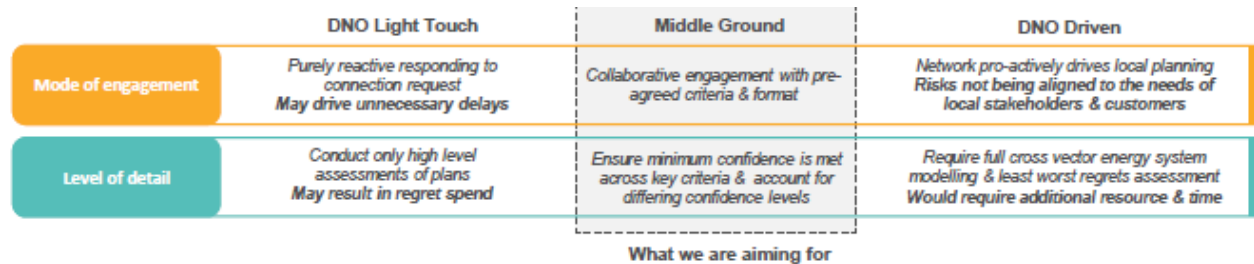 DNO Light Touch
Middle Ground
DNO Driven
Mode of engagement
Purely reactive responding to
connection request
May drive unnecessary delays
Collaborative engagement with pre-
agreed criteria & format
Network pro-actively drives local planning
Risks not being aligned to the needs of
local stakeholders & customers
Level of detail
Conduct only high level
assessments of plans
May result in regret spend
Ensure minimum confidence is met
across key criteria & account for
differing confidence levels
Require full cross vector energy system
modelling & least worst regrets assessment
Would require additional resource & time
What we are aiming for